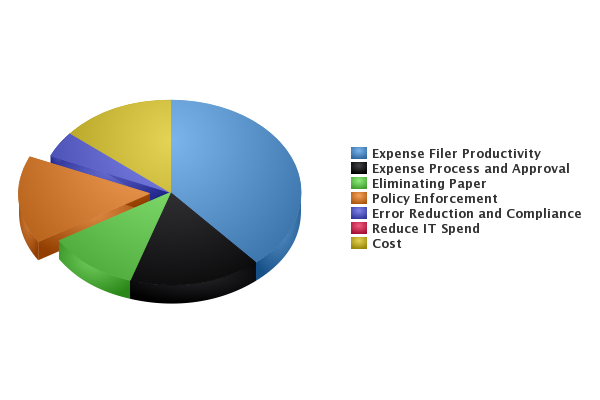 Expense Filer Productivity
Expense Process and Approval
Eliminating Paper
Policy Enforcement
Error Reduction and Compliance
Reduce IT Spend
Cost